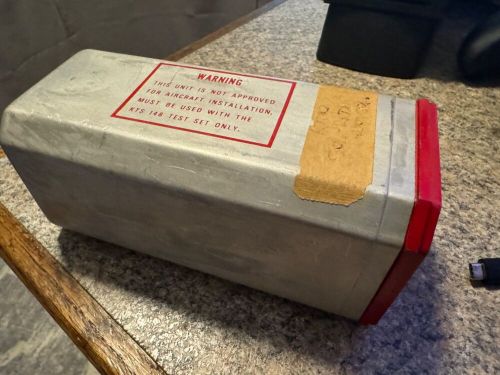 WARNING
THIS UNIT IS NOT APPROVED
FOR AIRCRAFT INSTALLATION,
MUST BE USED WITH THE
KTS 148 TEST SET ONLY.